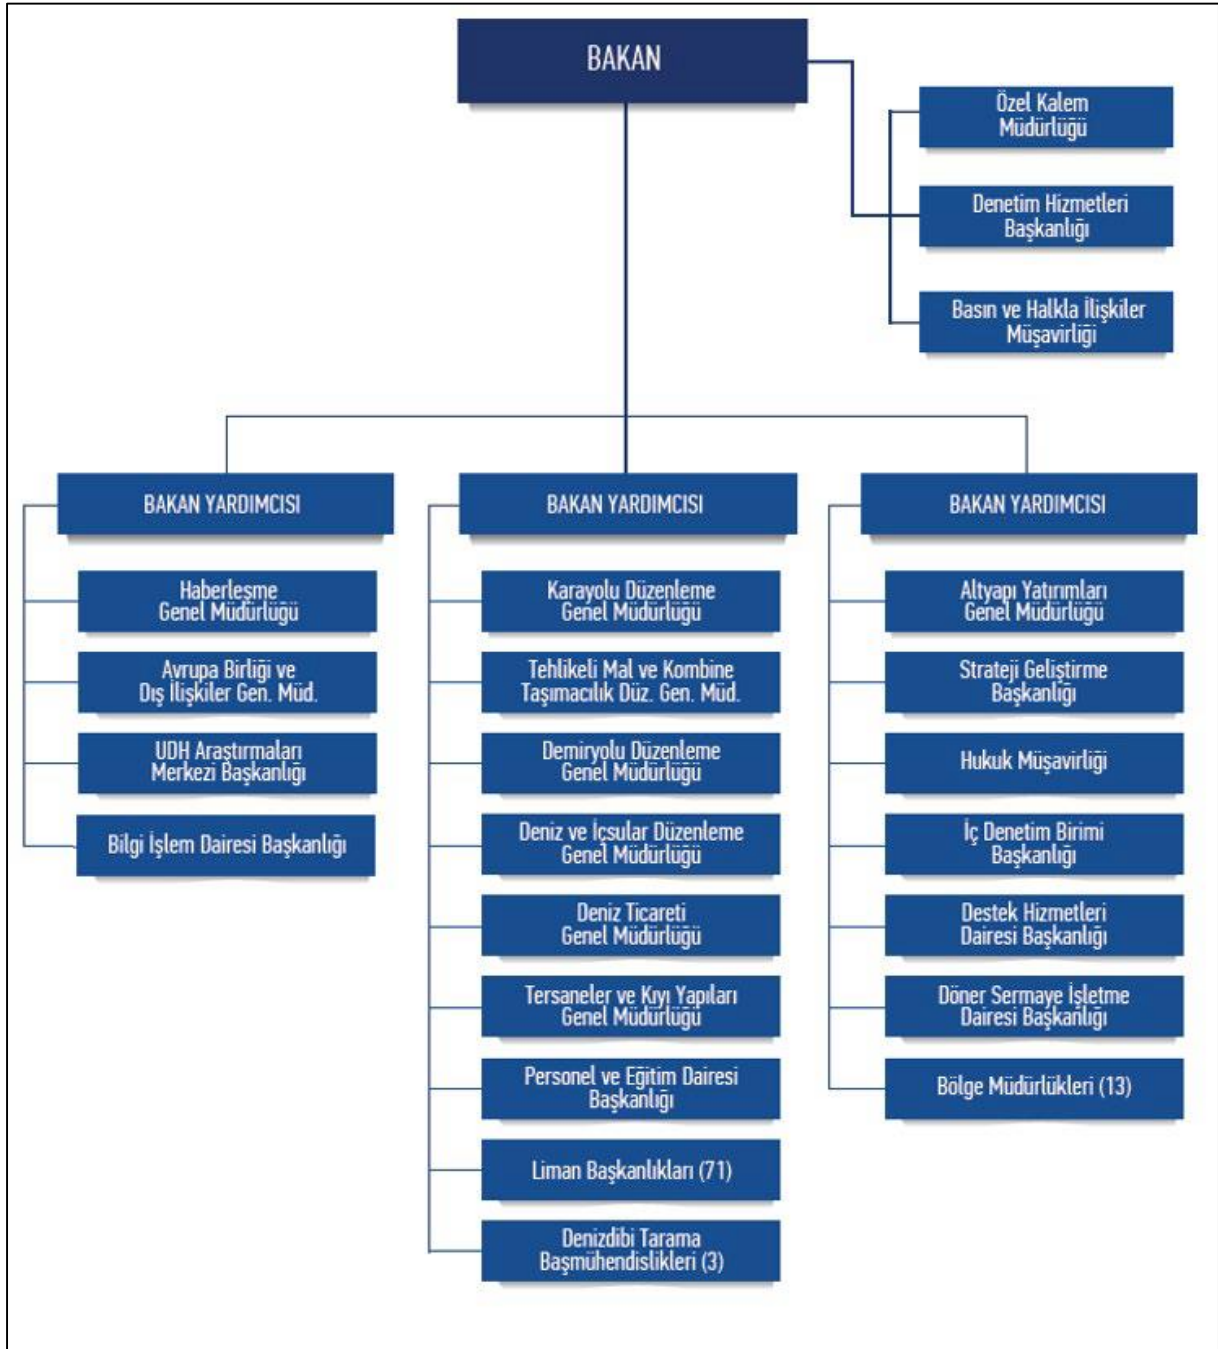 BAKAN
Özel Kalem
Müdürlüğü
Denetim Hizmetleri
Başkanlığı
Basın ve Halkla İlişkiler
Müşavirliği
BAKAN YARDIMCISI
Haberleşme
Genel Müdürlüğü
Avrupa Birliği ve
Dış İlişkiler Gen. Müd.
UDH Araştırmaları
Merkezi Başkanlığı
Bilgi İşlem Dairesi Başkanlığı
BAKAN YARDIMCISI
Karayolu Düzenleme
Genel Müdürlüğü
Tehlikeli Mal ve Kombine
Taşımacılık Düz. Gen. Müd.
Demiryolu Düzenleme
Genel Müdürlüğü
Deniz ve İçsular Düzenleme
Genel Müdürlüğü
Deniz Ticareti
Genel Müdürlüğü
Tersaneler ve Kıyı Yapıları
Genel Müdürlüğü
Personel ve Eğitim Dairesi
Başkanlığı
Liman Başkanlıkları (71)
Denizdibi Tarama
Başmühendislikleri (3)
BAKAN YARDIMCISI
Altyapı Yatırımları
Genel Müdürlüğü
Strateji Geliştirme
Başkanlığı
Hukuk Müşavirliği
İç Denetim Birimi
Başkanlığı
Destek Hizmetleri
Dairesi Başkanlığı
Döner Sermaye İşletme
Dairesi Başkanlığı
Bölge Müdürlükleri (13)